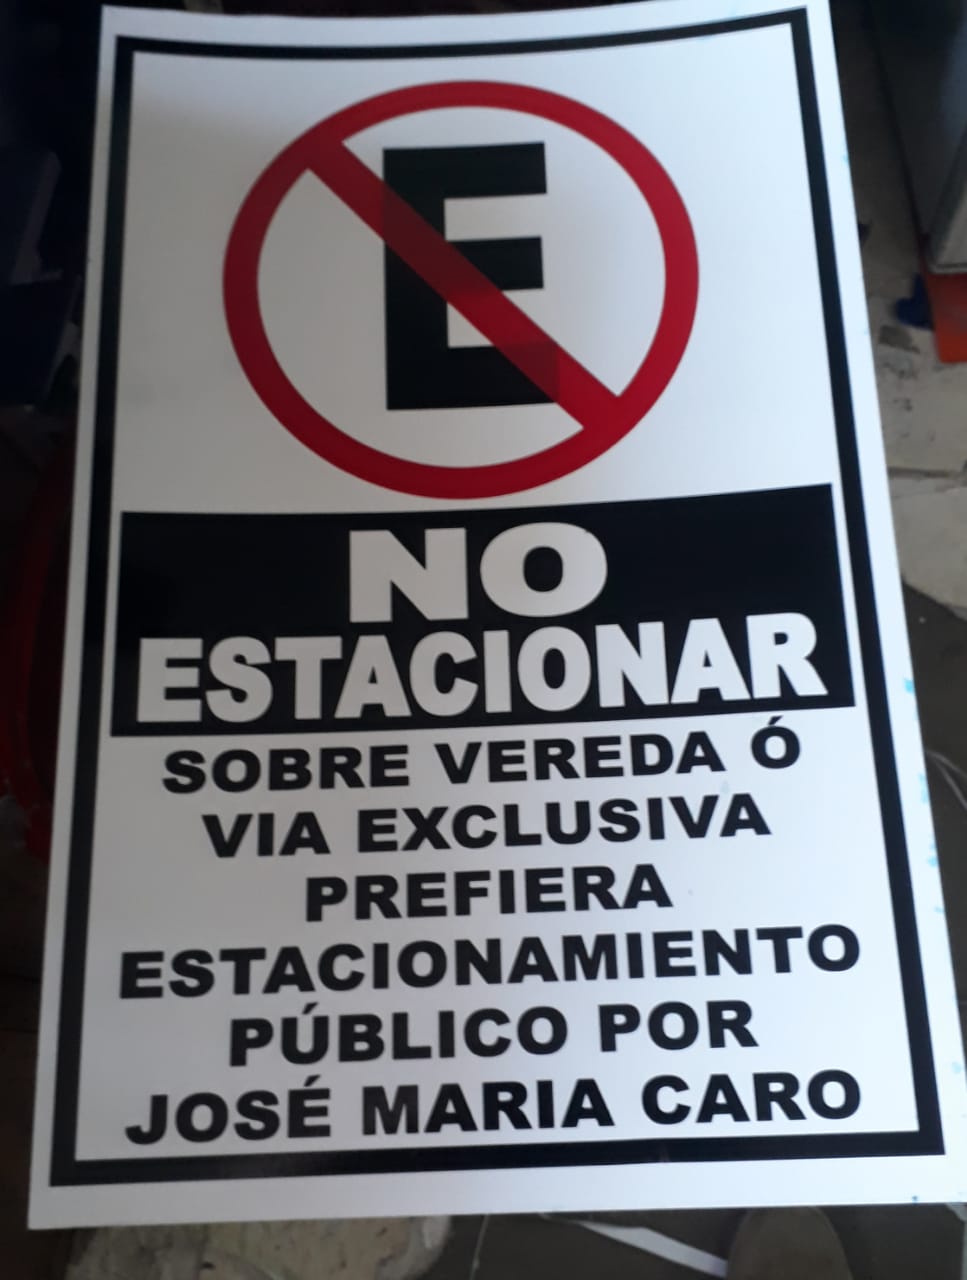 E
NO
ESTACIONAR
SOBRE VEREDA Ó
VIA EXCLUSIVA
PREFIERA
ESTACIONAMIENTO
PÚBLICO POR
JOSÉ MARIA CARO